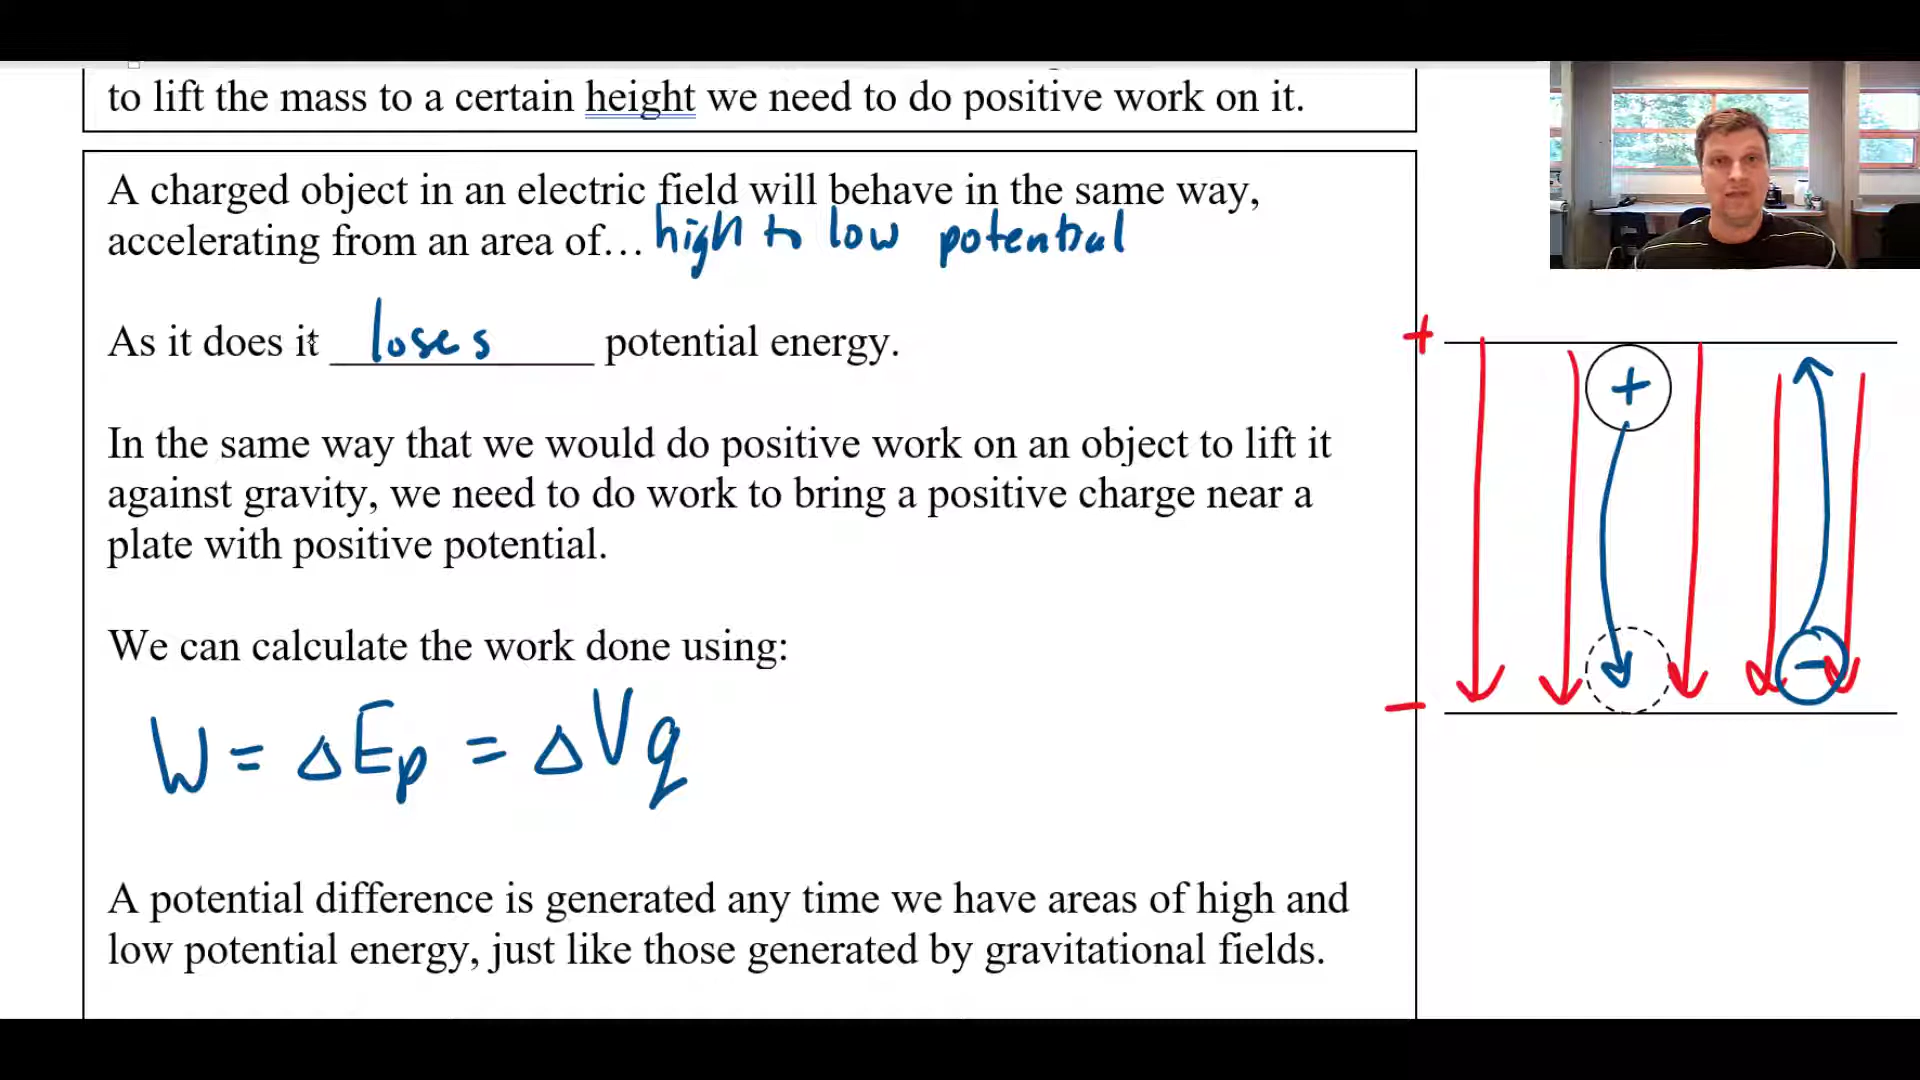 to lift the mass to a certain height we need to do positive work on it.
A charged object in an electric field will behave in the same way,
accelerating from an area of… high to low potential
As it does it loses potential energy.
In the same way that we would do positive work on an object to lift it
against gravity, we need to do work to bring a positive charge near a
plate with positive potential.
We can calculate the work done using:
W = ΔEp = ΔVq
A potential difference is generated any time we have areas of high and
low potential energy, just like those generated by gravitational fields.
+
+
−
−